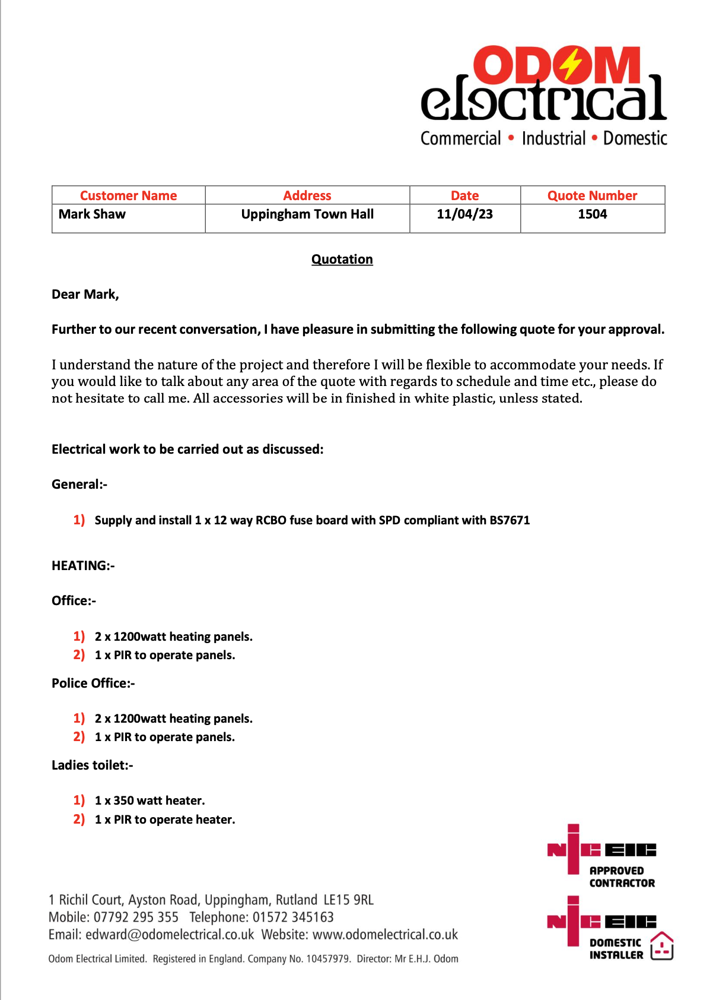 ODOM
electrical
Commercial • Industrial • Domestic
Customer Name Address Date Quote Number
Mark Shaw Uppingham Town Hall 11/04/23 1504
Quotation
Dear Mark,
Further to our recent conversation, I have pleasure in submitting the following quote for your approval.
I understand the nature of the project and therefore I will be flexible to accommodate your needs. If
you would like to talk about any area of the quote with regards to schedule and time etc., please do
not hesitate to call me. All accessories will be in finished in white plastic, unless stated.
Electrical work to be carried out as discussed:
General:-
1) Supply and install 1 x 12 way RCBO fuse board with SPD compliant with BS7671
HEATING:-
Office:-
1) 2 x 1200watt heating panels.
2) 1 x PIR to operate panels.
Police Office:-
1) 2 x 1200watt heating panels.
2) 1 x PIR to operate panels.
Ladies toilet:-
1) 1 x 350 watt heater.
2) 1 x PIR to operate heater.
NICEIC
APPROVED
CONTRACTOR
1 Richil Court, Ayston Road, Uppingham, Rutland LE15 9RL
Mobile: 07792 295 355 Telephone: 01572 345163
Email: edward@odomelectrical.co.uk Website: www.odomelectrical.co.uk
Odom Electrical Limited. Registered in England. Company No. 10457979. Director: Mr E.H.J. Odom
NICEIC
DOMESTIC
INSTALLER